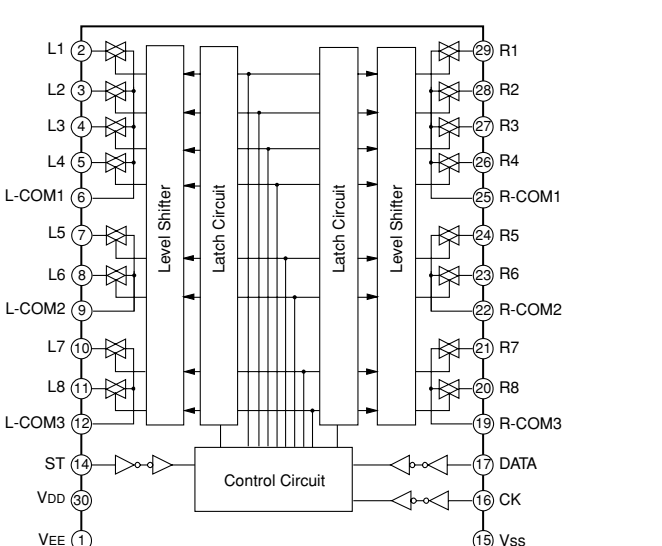 L1 2 29 R1
L2 3 28 R2
L3 4 27 R3
L4 5 26 R4
L-COM1 6 25 R-COM1
Level Shifter
Latch Circuit
Latch Circuit
Level Shifter
L5 7 24 R5
L6 8 23 R6
L-COM2 9 22 R-COM2
L7 10 21 R7
L8 11 20 R8
L-COM3 12 19 R-COM3
ST 14 Control Circuit 17 DATA
VDD 30 16 CK
VEE 1 15 Vss